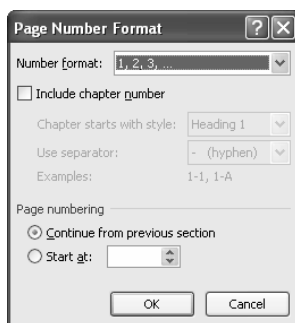 Page Number Format
Number format: 1, 2, 3, ...
Include chapter number
Chapter starts with style: Heading 1
Use separator: - (hyphen)
Examples: 1-1, 1-A
Page numbering
Continue from previous section
Start at:
OK Cancel